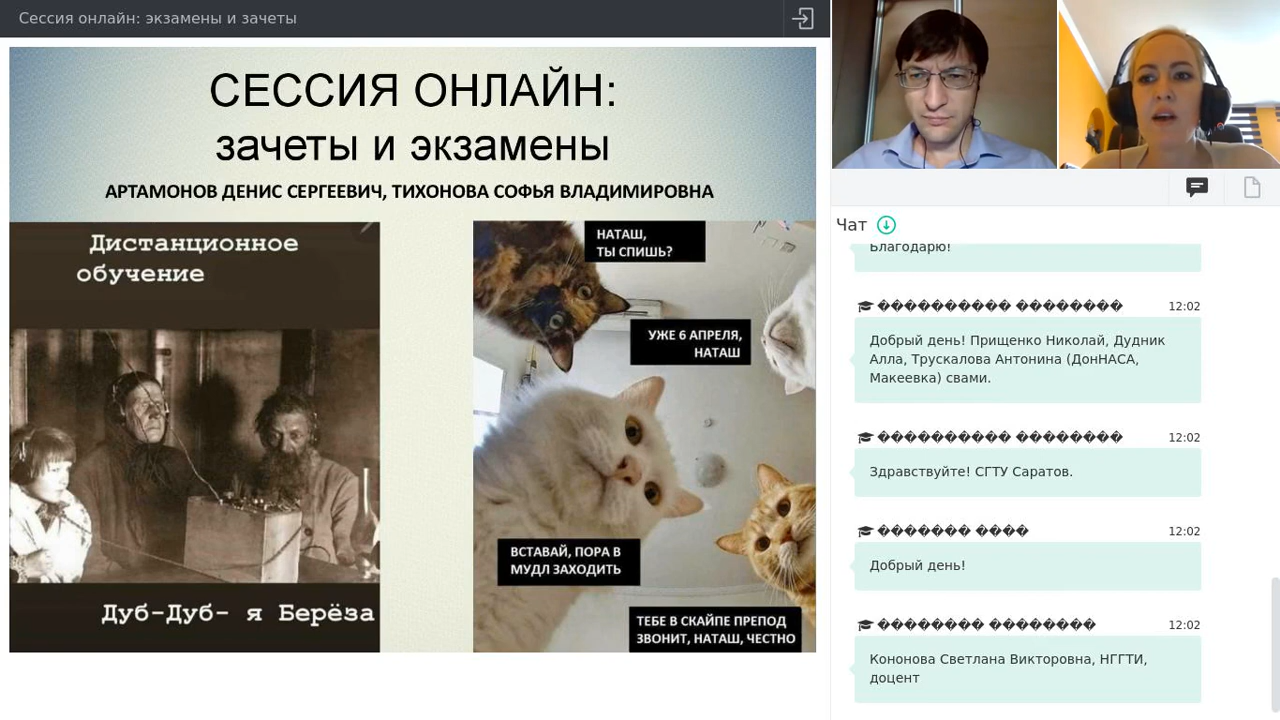 Сессия онлайн: экзамены и зачеты
СЕССИЯ ОНЛАЙН:
зачеты и экзамены
АРТАМОНОВ ДЕНИС СЕРГЕЕВИЧ, ТИХОНОВА СОФЬЯ ВЛАДИМИРОВНА
Дистанционное
обучение
Дуб-Дуб- я Берёза
НАТАШ,
ТЫ СПИШЬ?
УЖЕ 6 АПРЕЛЯ,
НАТАШ
ВСТАВАЙ, ПОРА В
МУДЛ ЗАХОДИТЬ
ТЕБЕ В СКАЙПЕ ПРЕПОД
ЗВОНИТ, НАТАШ, ЧЕСТНО
Чат
Благодарю!
12:02
Добрый день! Прищенко Николай, Дудник
Алла, Трускалова Антонина (ДонНАСА,
Макеевка) свами.
12:02
Здравствуйте! СГТУ Саратов.
12:02
Добрый день!
12:02
Кононова Светлана Викторовна, НГГТИ,
доцент